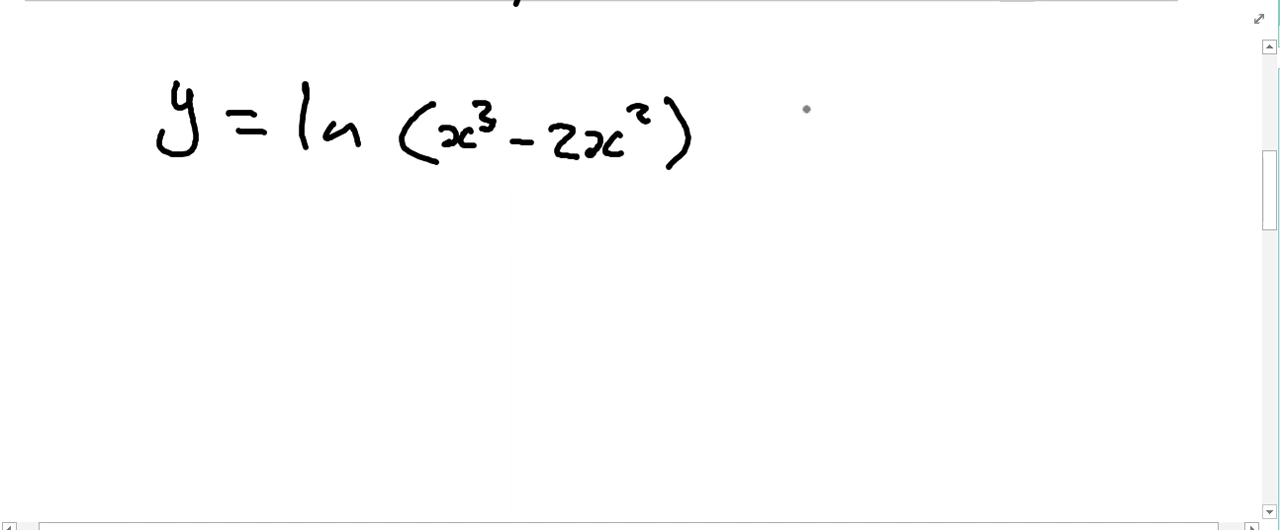 y = ln (x³ - 2x²)